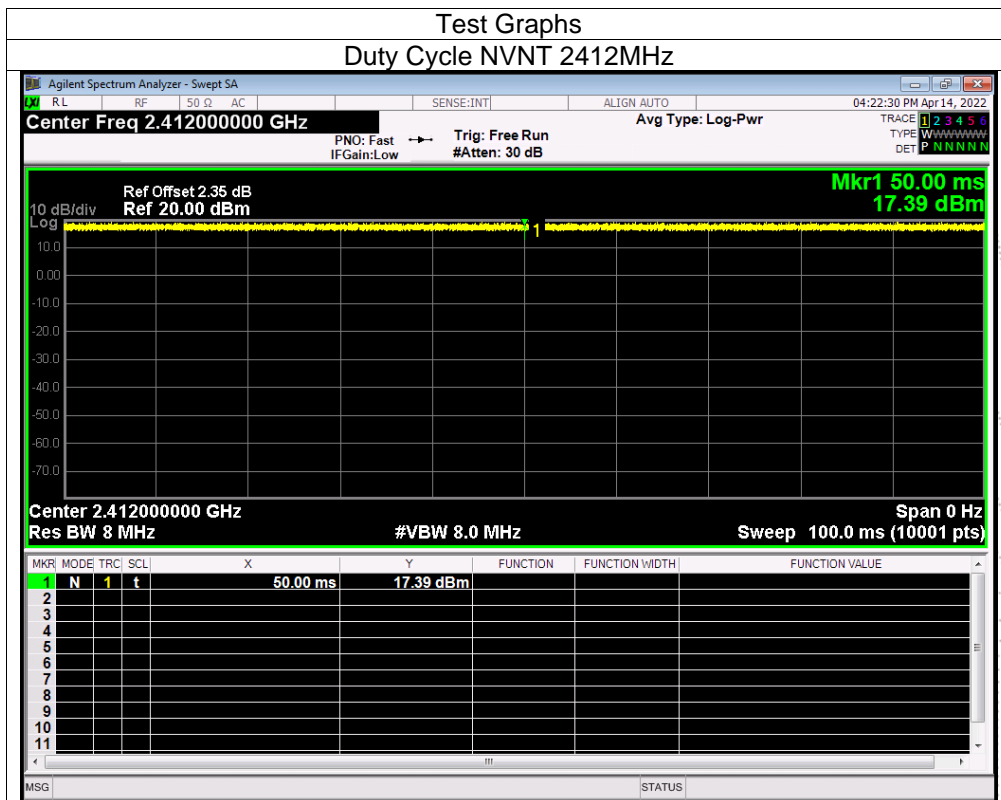 Test Graphs
Duty Cycle NVNT 2412MHz
Agilent Spectrum Analyzer - Swept SA
LXI RL RF 50 Ω AC SENSE:INT ALIGN AUTO 04:22:30 PM Apr 14, 2022
Center Freq 2.412000000 GHz Avg Type: Log-Pwr TRACE 1 2 3 4 5 6
PNO: Fast Trig: Free Run TYPE WWWWWW
IFGain:Low #Atten: 30 dB DET P N N N N N
Mkr1 50.00 ms
Ref Offset 2.35 dB
10 dB/div Ref 20.00 dBm 17.39 dBm
Log
1
10.0
0.00
-10.0
-20.0
-30.0
-40.0
-50.0
-60.0
-70.0
Center 2.412000000 GHz Span 0 Hz
Res BW 8 MHz #VBW 8.0 MHz Sweep 100.0 ms (10001 pts)
MKR MODE TRC SCL X Y FUNCTION FUNCTION WIDTH FUNCTION VALUE
1 N 1 t 50.00 ms 17.39 dBm
2
3
4
5
6
7
8
9
10
11
MSG STATUS